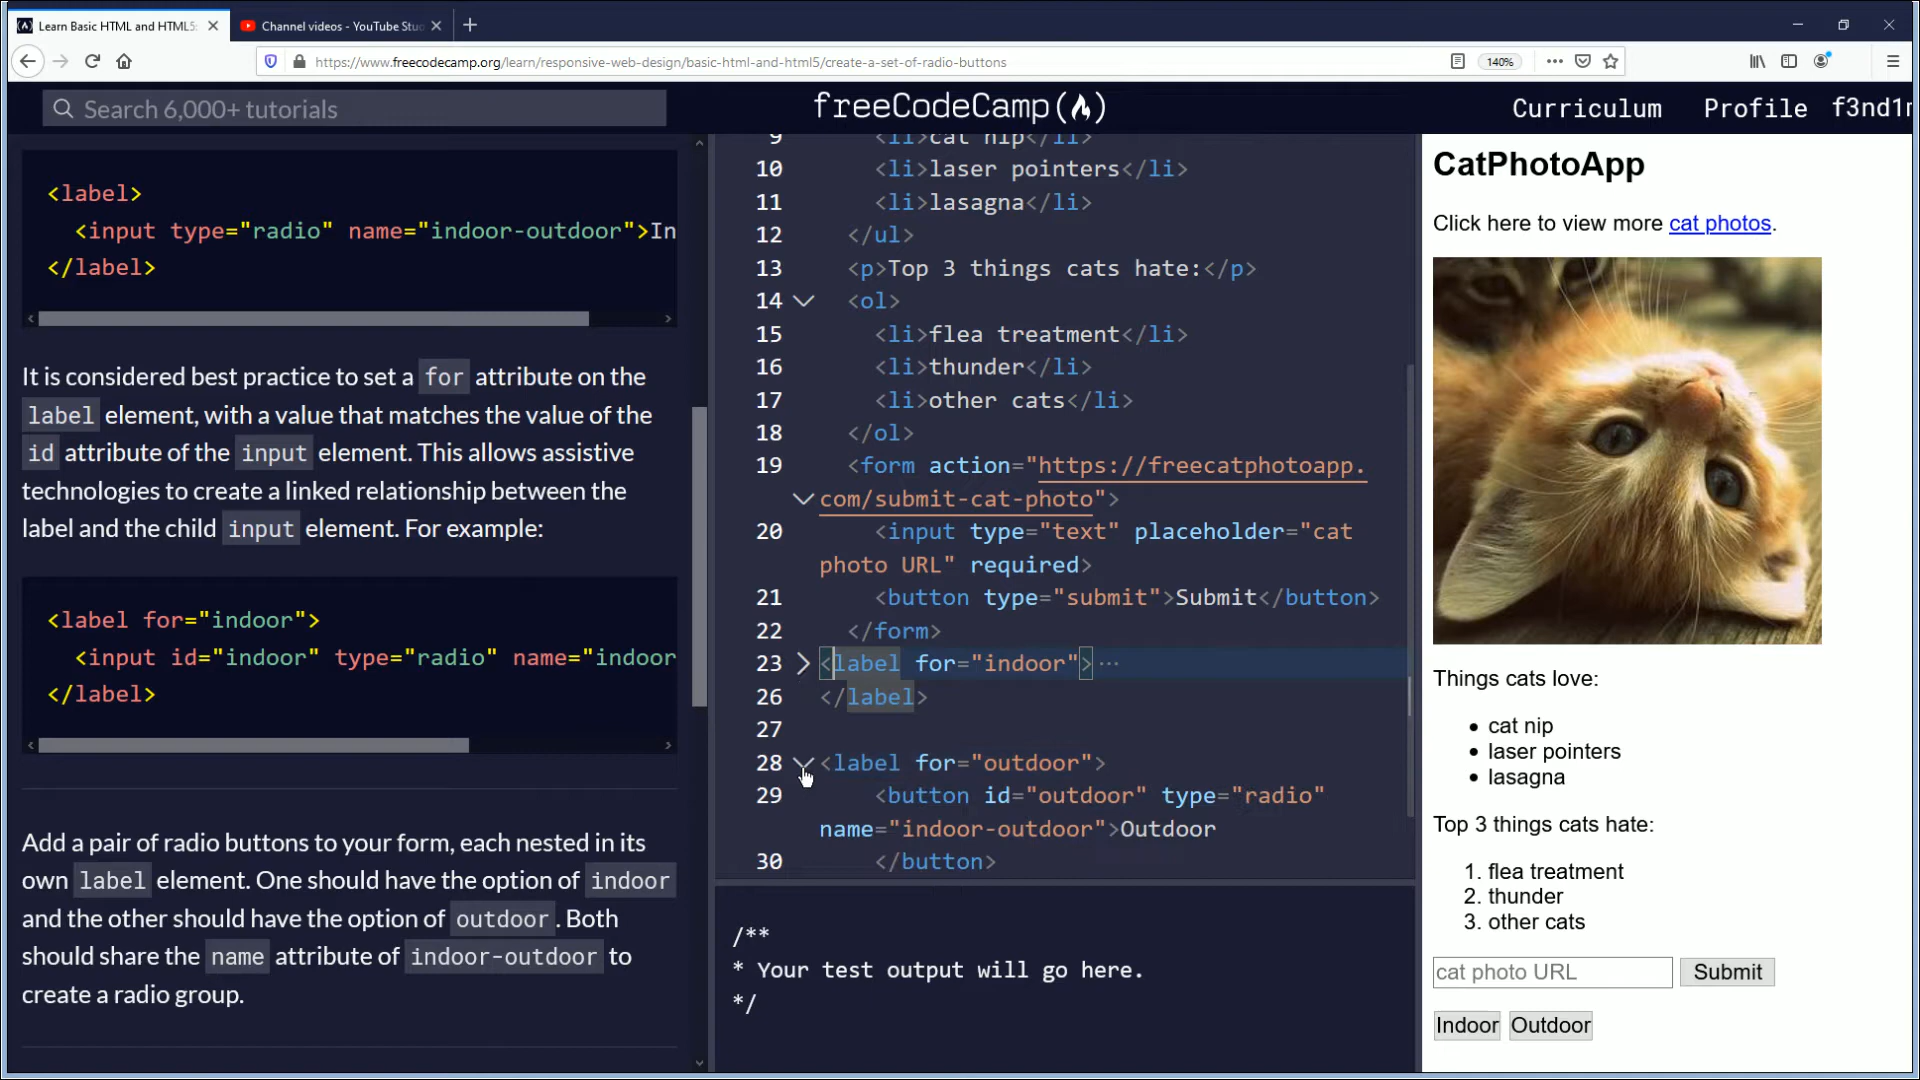 Learn Basic HTML and HTML5:
Channel videos - YouTube Stu
https://www.freecodecamp.org/learn/responsive-web-design/basic-html-and-html5/create-a-set-of-radio-buttons
140%
Search 6,000+ tutorials
freeCodeCamp
Curriculum
Profile
f3nd1
<label>
<input type="radio" name="indoor-outdoor">In
</label>
It is considered best practice to set a for attribute on the
label element, with a value that matches the value of the
id attribute of the input element. This allows assistive
technologies to create a linked relationship between the
label and the child input element. For example:
<label for="indoor">
<input id="indoor" type="radio" name="indoor
</label>
Add a pair of radio buttons to your form, each nested in its
own label element. One should have the option of indoor
and the other should have the option of outdoor. Both
should share the name attribute of indoor-outdoor to
create a radio group.
9 <li>cat nip</li>
10 <li>laser pointers</li>
11 <li>lasagna</li>
12 </ul>
13 <p>Top 3 things cats hate:</p>
14 <ol>
15 <li>flea treatment</li>
16 <li>thunder</li>
17 <li>other cats</li>
18 </ol>
19 <form action="https://freecatphotoapp.
com/submit-cat-photo">
20 <input type="text" placeholder="cat
photo URL" required>
21 <button type="submit">Submit</button>
22 </form>
23 <label for="indoor">···
26 </label>
27
28 <label for="outdoor">
29 <button id="outdoor" type="radio"
name="indoor-outdoor">Outdoor
30 </button>
/**
* Your test output will go here.
*/
CatPhotoApp
Click here to view more cat photos.
Things cats love:
• cat nip
• laser pointers
• lasagna
Top 3 things cats hate:
1. flea treatment
2. thunder
3. other cats
cat photo URL
Submit
Indoor
Outdoor